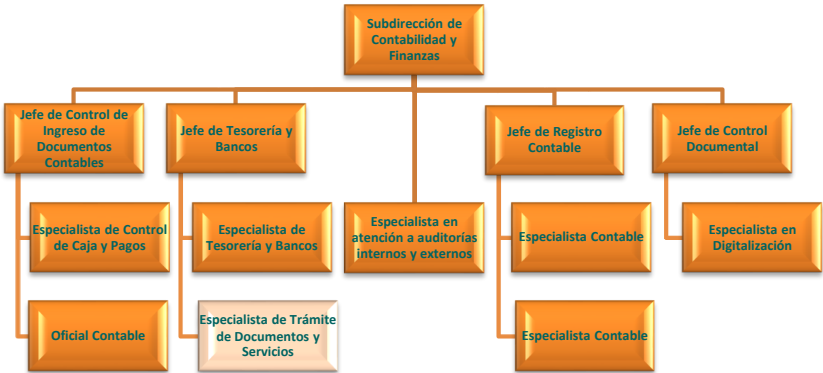 Subdirección de
Contabilidad y
Finanzas
Jefe de Control de
Ingreso de
Documentos
Contables
Jefe de Tesorería y
Bancos
Jefe de Registro
Contable
Jefe de Control
Documental
Especialista de Control
de Caja y Pagos
Especialista de
Tesorería y Bancos
Especialista en
atención a auditorías
internos y externos
Especialista Contable
Especialista en
Digitalización
Oficial Contable
Especialista de Trámite
de Documentos y
Servicios
Especialista Contable